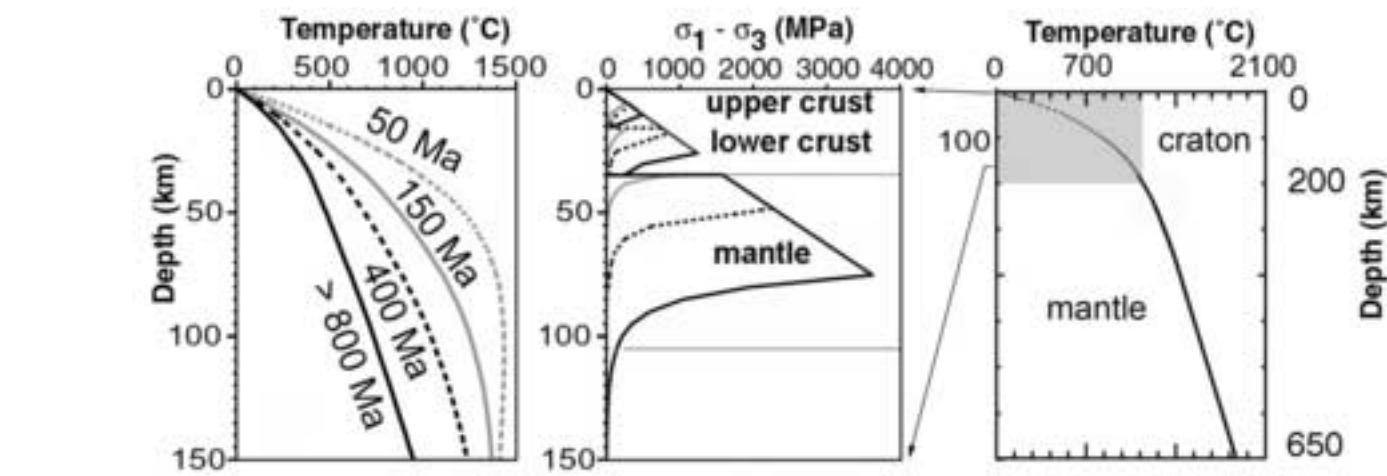 Temperature (˚C)
0 500 1000 1500
0
50
100
150
Depth (km)
50 Ma
150 Ma
400 Ma
> 800 Ma
σ1 - σ3 (MPa)
0 1000 2000 3000 4000
0
50
100
150
upper crust
lower crust
mantle
Temperature (˚C)
0 700 2100
0
100
200
650
Depth (km)
craton
mantle